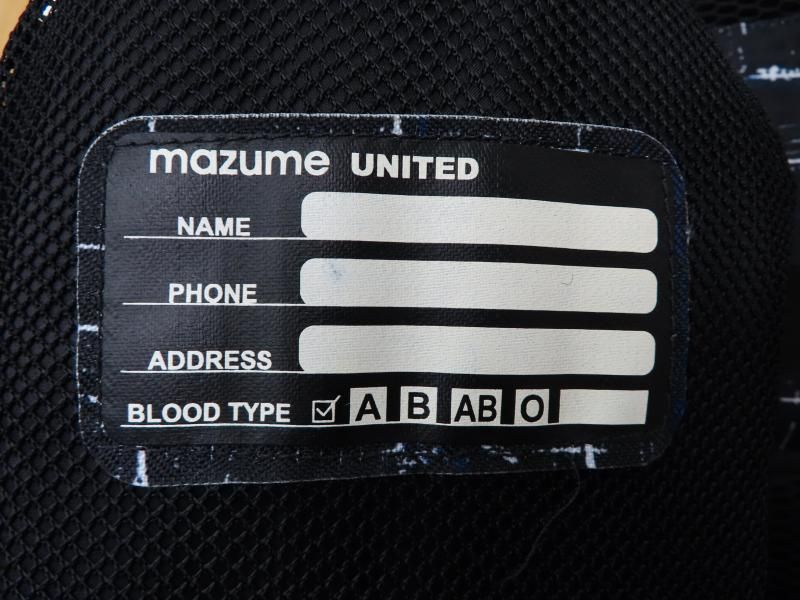 mazume UNITED
NAME
PHONE
ADDRESS
BLOOD TYPE ☑ A B AB O